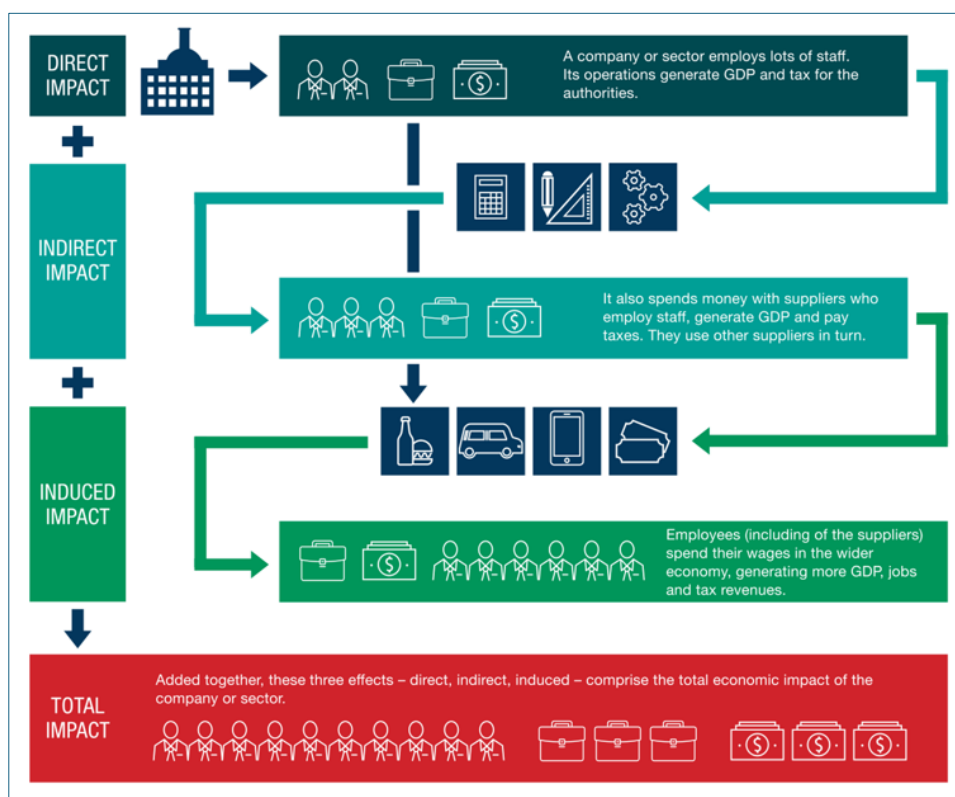 DIRECT
IMPACT
A company or sector employs lots of staff.
Its operations generate GDP and tax for the
authorities.
INDIRECT
IMPACT
It also spends money with suppliers who
employ staff, generate GDP and pay
taxes. They use other suppliers in turn.
INDUCED
IMPACT
Employees (including of the suppliers)
spend their wages in the wider
economy, generating more GDP, jobs
and tax revenues.
TOTAL
IMPACT
Added together, these three effects – direct, indirect, induced – comprise the total economic impact of the
company or sector.